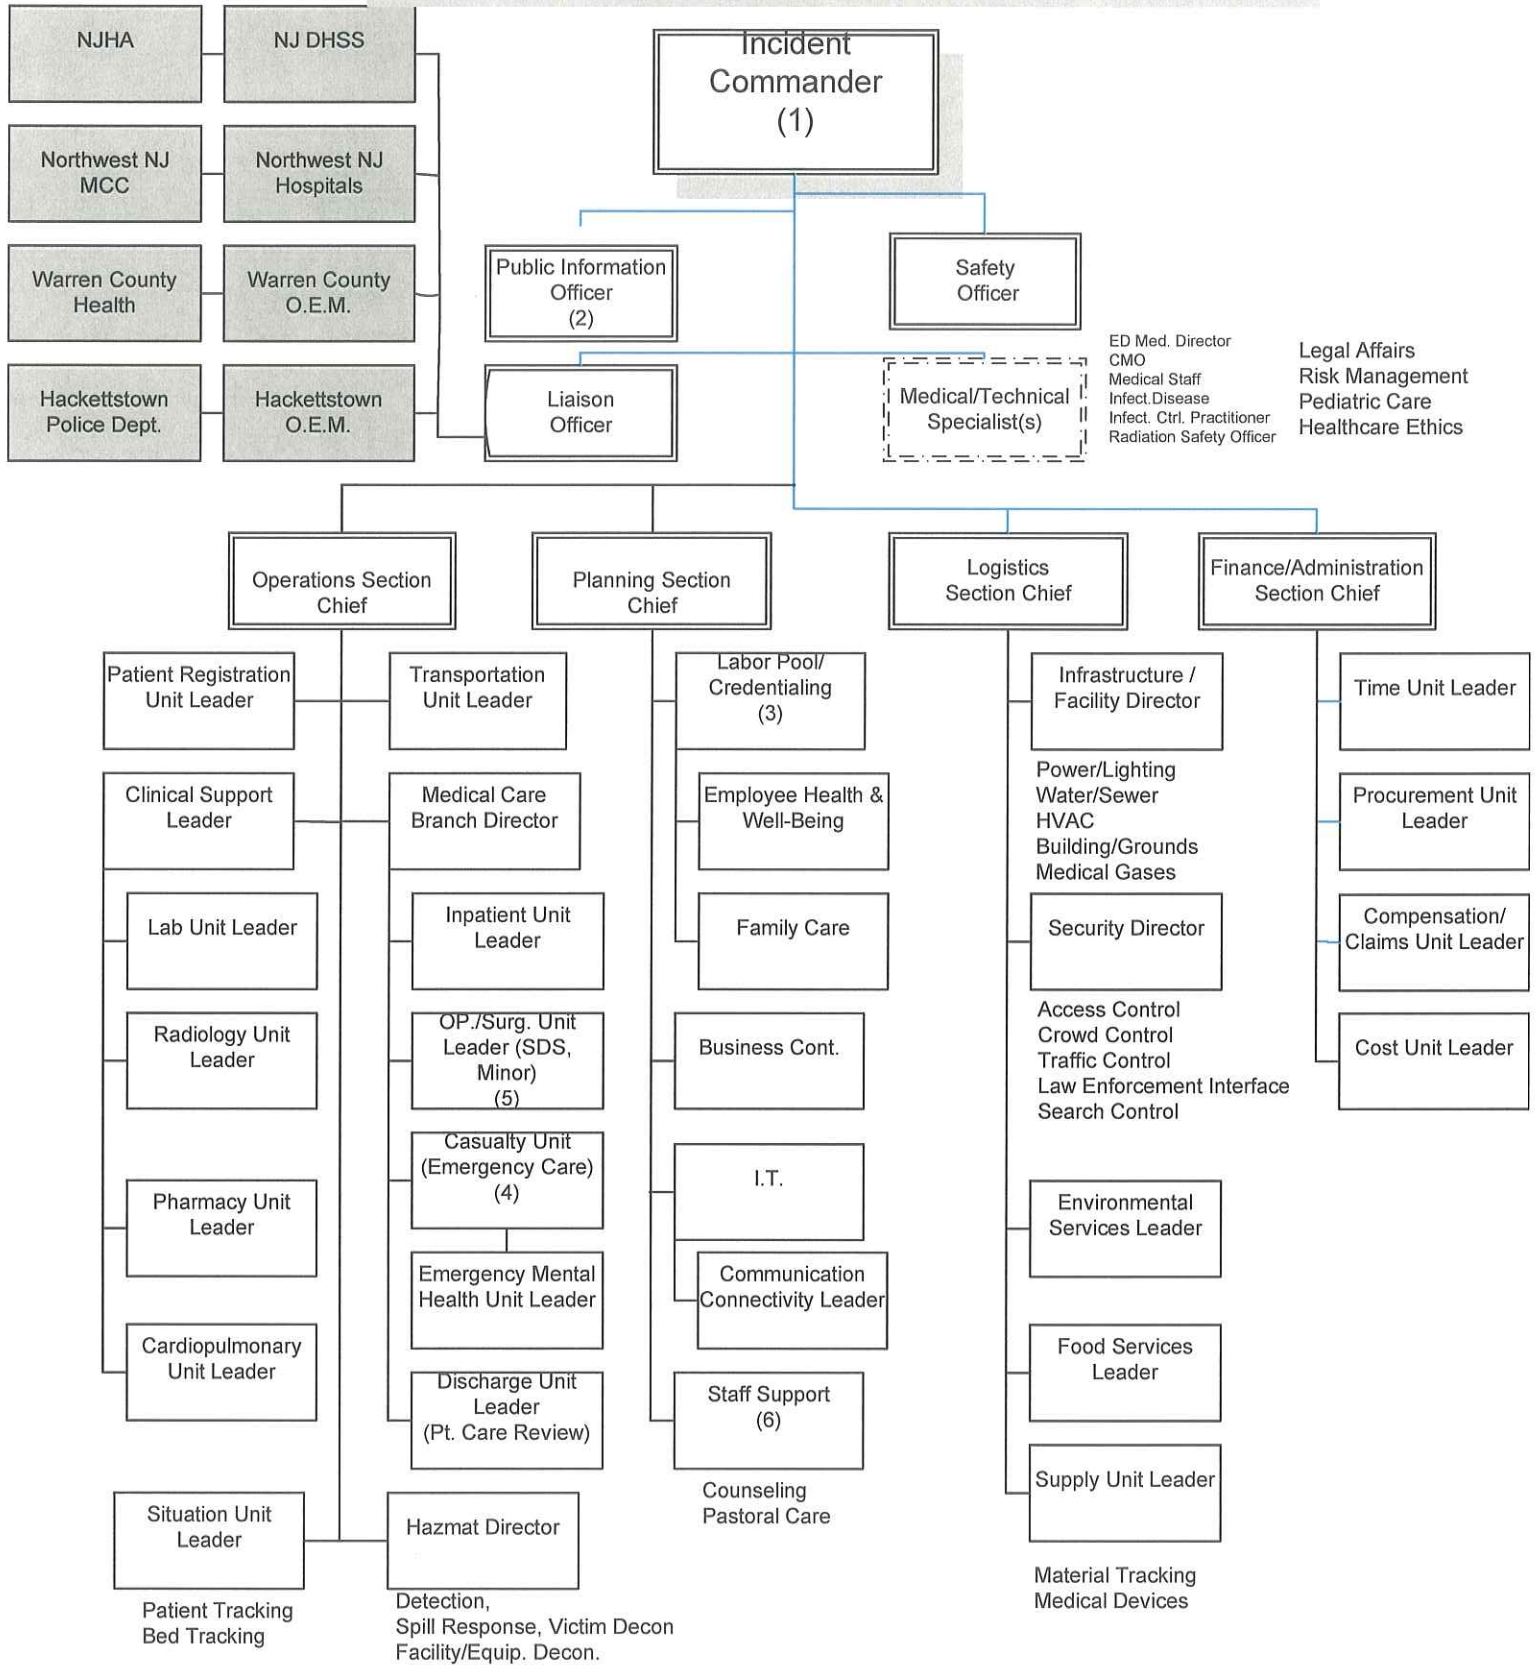 NJHA
NJ DHSS
Incident
Commander
(1)
Northwest NJ
MCC
Northwest NJ
Hospitals
Warren County
Health
Warren County
O.E.M.
Public Information
Officer
(2)
Safety
Officer
Hackettstown
Police Dept.
Hackettstown
O.E.M.
Liaison
Officer
Medical/Technical
Specialist(s)
ED Med. Director
CMO
Medical Staff
Infect.Disease
Infect. Ctrl. Practitioner
Radiation Safety Officer
Legal Affairs
Risk Management
Pediatric Care
Healthcare Ethics
Operations Section
Chief
Planning Section
Chief
Logistics
Section Chief
Finance/Administration
Section Chief
Patient Registration
Unit Leader
Transportation
Unit Leader
Clinical Support
Leader
Medical Care
Branch Director
Lab Unit Leader
Inpatient Unit
Leader
Radiology Unit
Leader
OP./Surg. Unit
Leader (SDS,
Minor)
(5)
Pharmacy Unit
Leader
Casualty Unit
(Emergency Care)
(4)
Emergency Mental
Health Unit Leader
Cardiopulmonary
Unit Leader
Discharge Unit
Leader
(Pt. Care Review)
Situation Unit
Leader
Patient Tracking
Bed Tracking
Hazmat Director
Detection,
Spill Response, Victim Decon
Facility/Equip. Decon.
Labor Pool/
Credentialing
(3)
Employee Health &
Well-Being
Family Care
Business Cont.
I.T.
Communication
Connectivity Leader
Staff Support
(6)
Counseling
Pastoral Care
Infrastructure /
Facility Director
Power/Lighting
Water/Sewer
HVAC
Building/Grounds
Medical Gases
Security Director
Access Control
Crowd Control
Traffic Control
Law Enforcement Interface
Search Control
Environmental
Services Leader
Food Services
Leader
Supply Unit Leader
Material Tracking
Medical Devices
Time Unit Leader
Procurement Unit
Leader
Compensation/
Claims Unit Leader
Cost Unit Leader